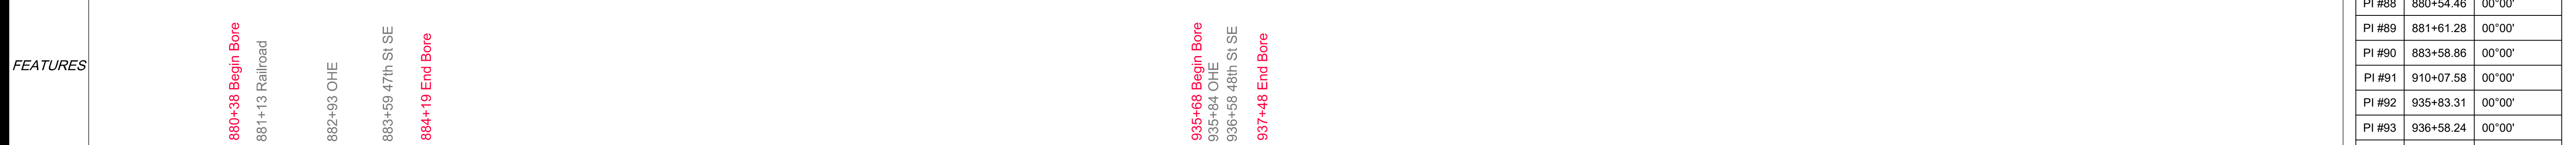 FEATURES
880+38 Begin Bore
881+13 Railroad
882+93 OHE
883+59 47th St SE
884+19 End Bore
935+68 Begin Bore
935+84 OHE
936+58 48th St SE
937+48 End Bore
PI #88 880+54.46 00°00'
PI #89 881+61.28 00°00'
PI #90 883+58.86 00°00'
PI #91 910+07.58 00°00'
PI #92 935+83.31 00°00'
PI #93 936+58.24 00°00'